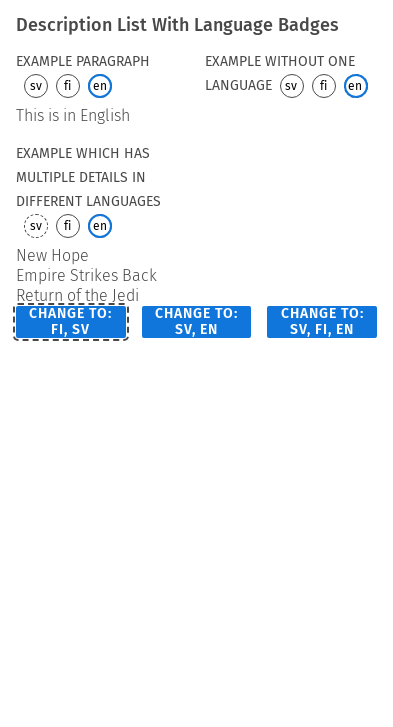 Description List With Language Badges
EXAMPLE PARAGRAPH
sv fi en
This is in English
EXAMPLE WITHOUT ONE
LANGUAGE sv fi en
EXAMPLE WHICH HAS
MULTIPLE DETAILS IN
DIFFERENT LANGUAGES
sv fi en
New Hope
Empire Strikes Back
Return of the Jedi
CHANGE TO:
FI, SV
CHANGE TO:
SV, EN
CHANGE TO:
SV, FI, EN